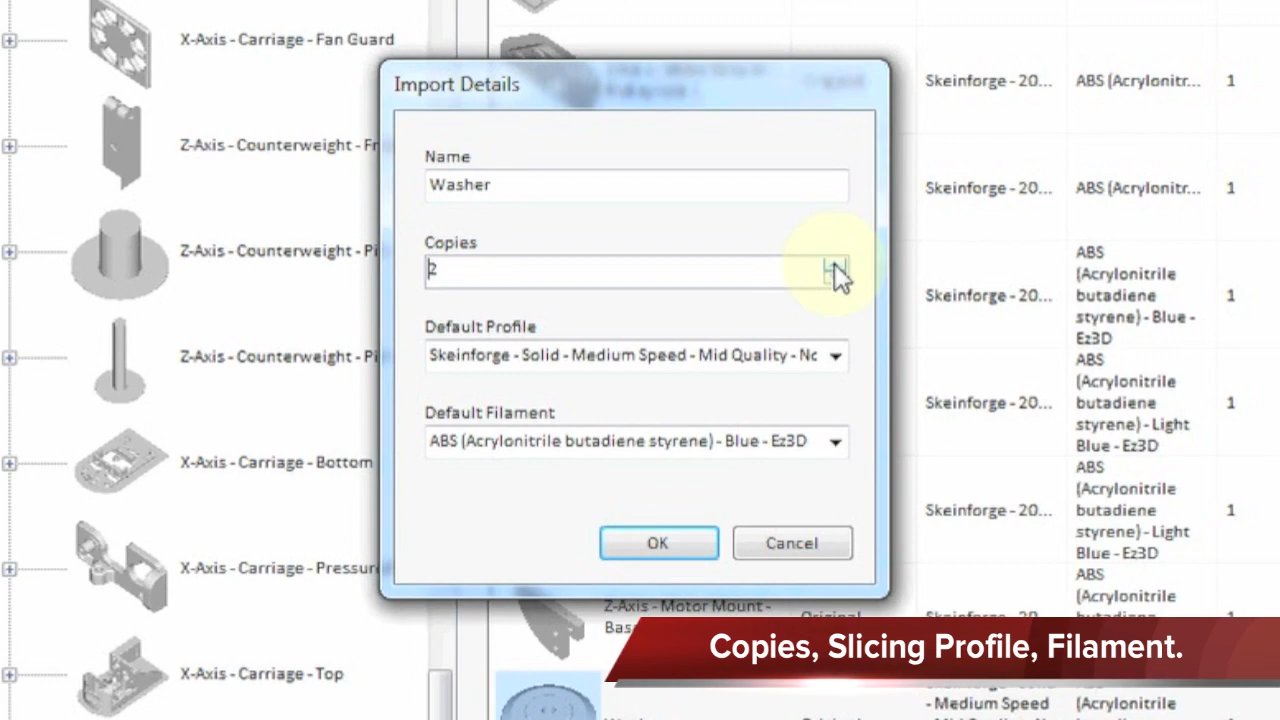 X-Axis - Carriage - Fan Guard
Z-Axis - Counterweight - Fr
Z-Axis - Counterweight - Pi
Z-Axis - Counterweight - Pi
X-Axis - Carriage - Bottom
X-Axis - Carriage - Pressure
X-Axis - Carriage - Top
Import Details
Name
Washer
Copies
2
Default Profile
Skeinforge - Solid - Medium Speed - Mid Quality - No
Default Filament
ABS (Acrylonitrile butadiene styrene) - Blue - Ez3D
OK
Cancel
Skeinforge - 20... ABS (Acrylonitr... 1
Skeinforge - 20... ABS (Acrylonitr... 1
Skeinforge - 20... 1
ABS
(Acrylonitrile
butadiene
styrene) - Blue -
Ez3D
Skeinforge - 20... 1
ABS
(Acrylonitrile
butadiene
styrene) - Light
Blue - Ez3D
Skeinforge - 20... 1
ABS
(Acrylonitrile
butadiene
styrene) - Light
Blue - Ez3D
ABS
(Acrylonitrile
Z-Axis - Motor Mount -
Copies, Slicing Profile, Filament.
- Medium Speed
butadiene